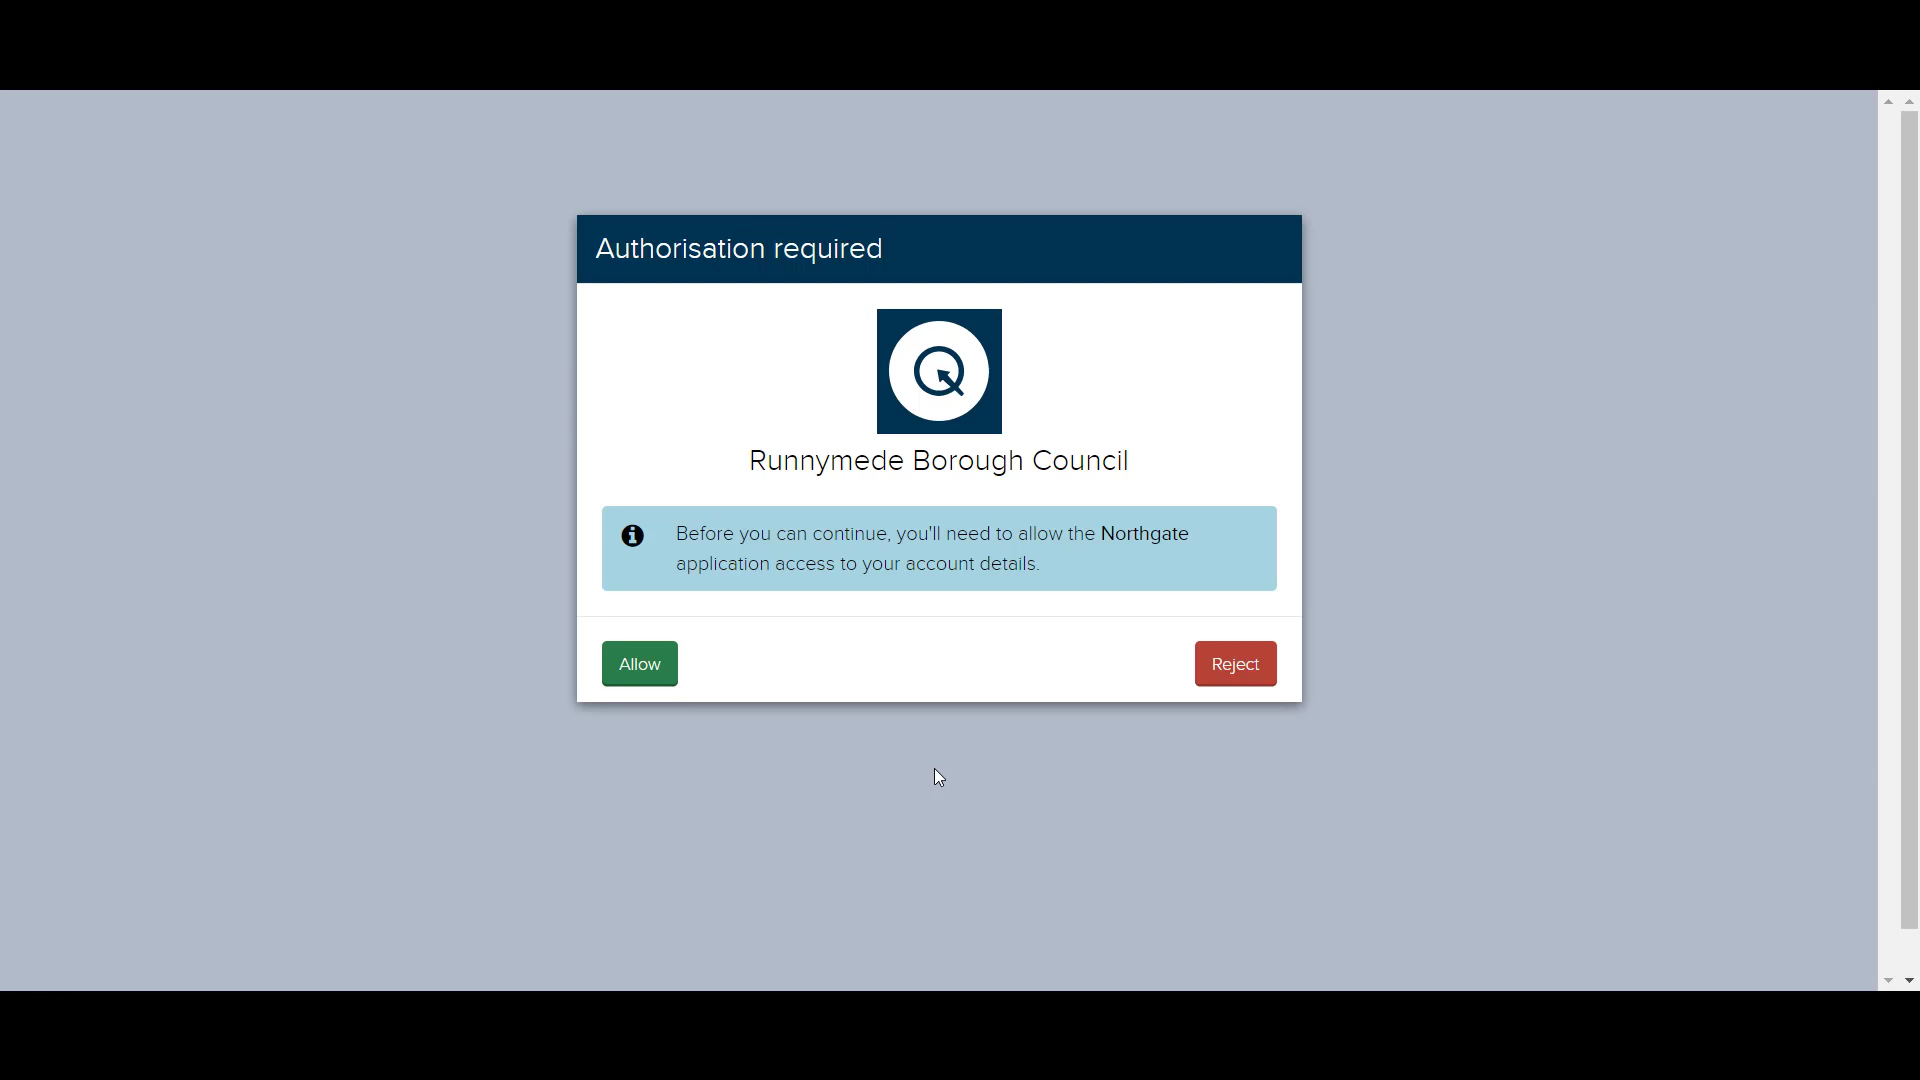 Authorisation required
Runnymede Borough Council
Before you can continue, you'll need to allow the Northgate
application access to your account details.
Allow
Reject